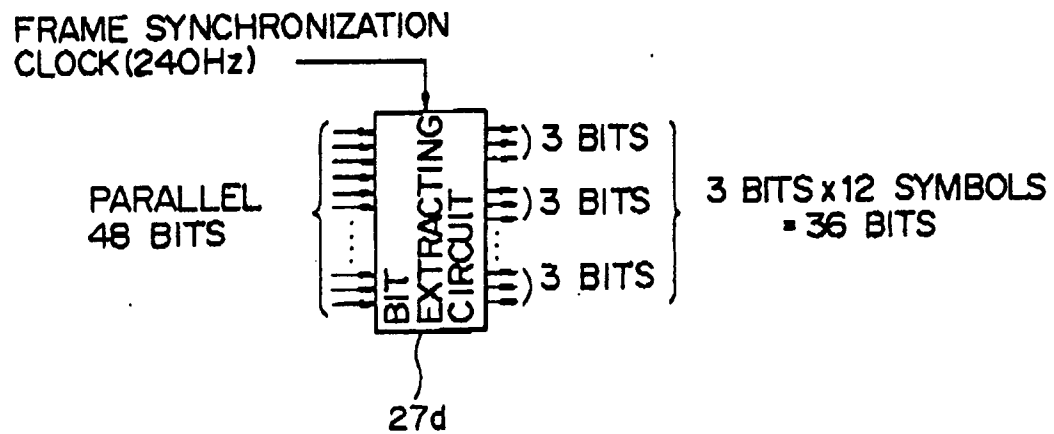 FRAME SYNCHRONIZATION
CLOCK(240Hz)
PARALLEL
48 BITS
BIT
EXTRACTING
CIRCUIT
3 BITS
3 BITS
3 BITS
3 BITS x 12 SYMBOLS
= 36 BITS
27d